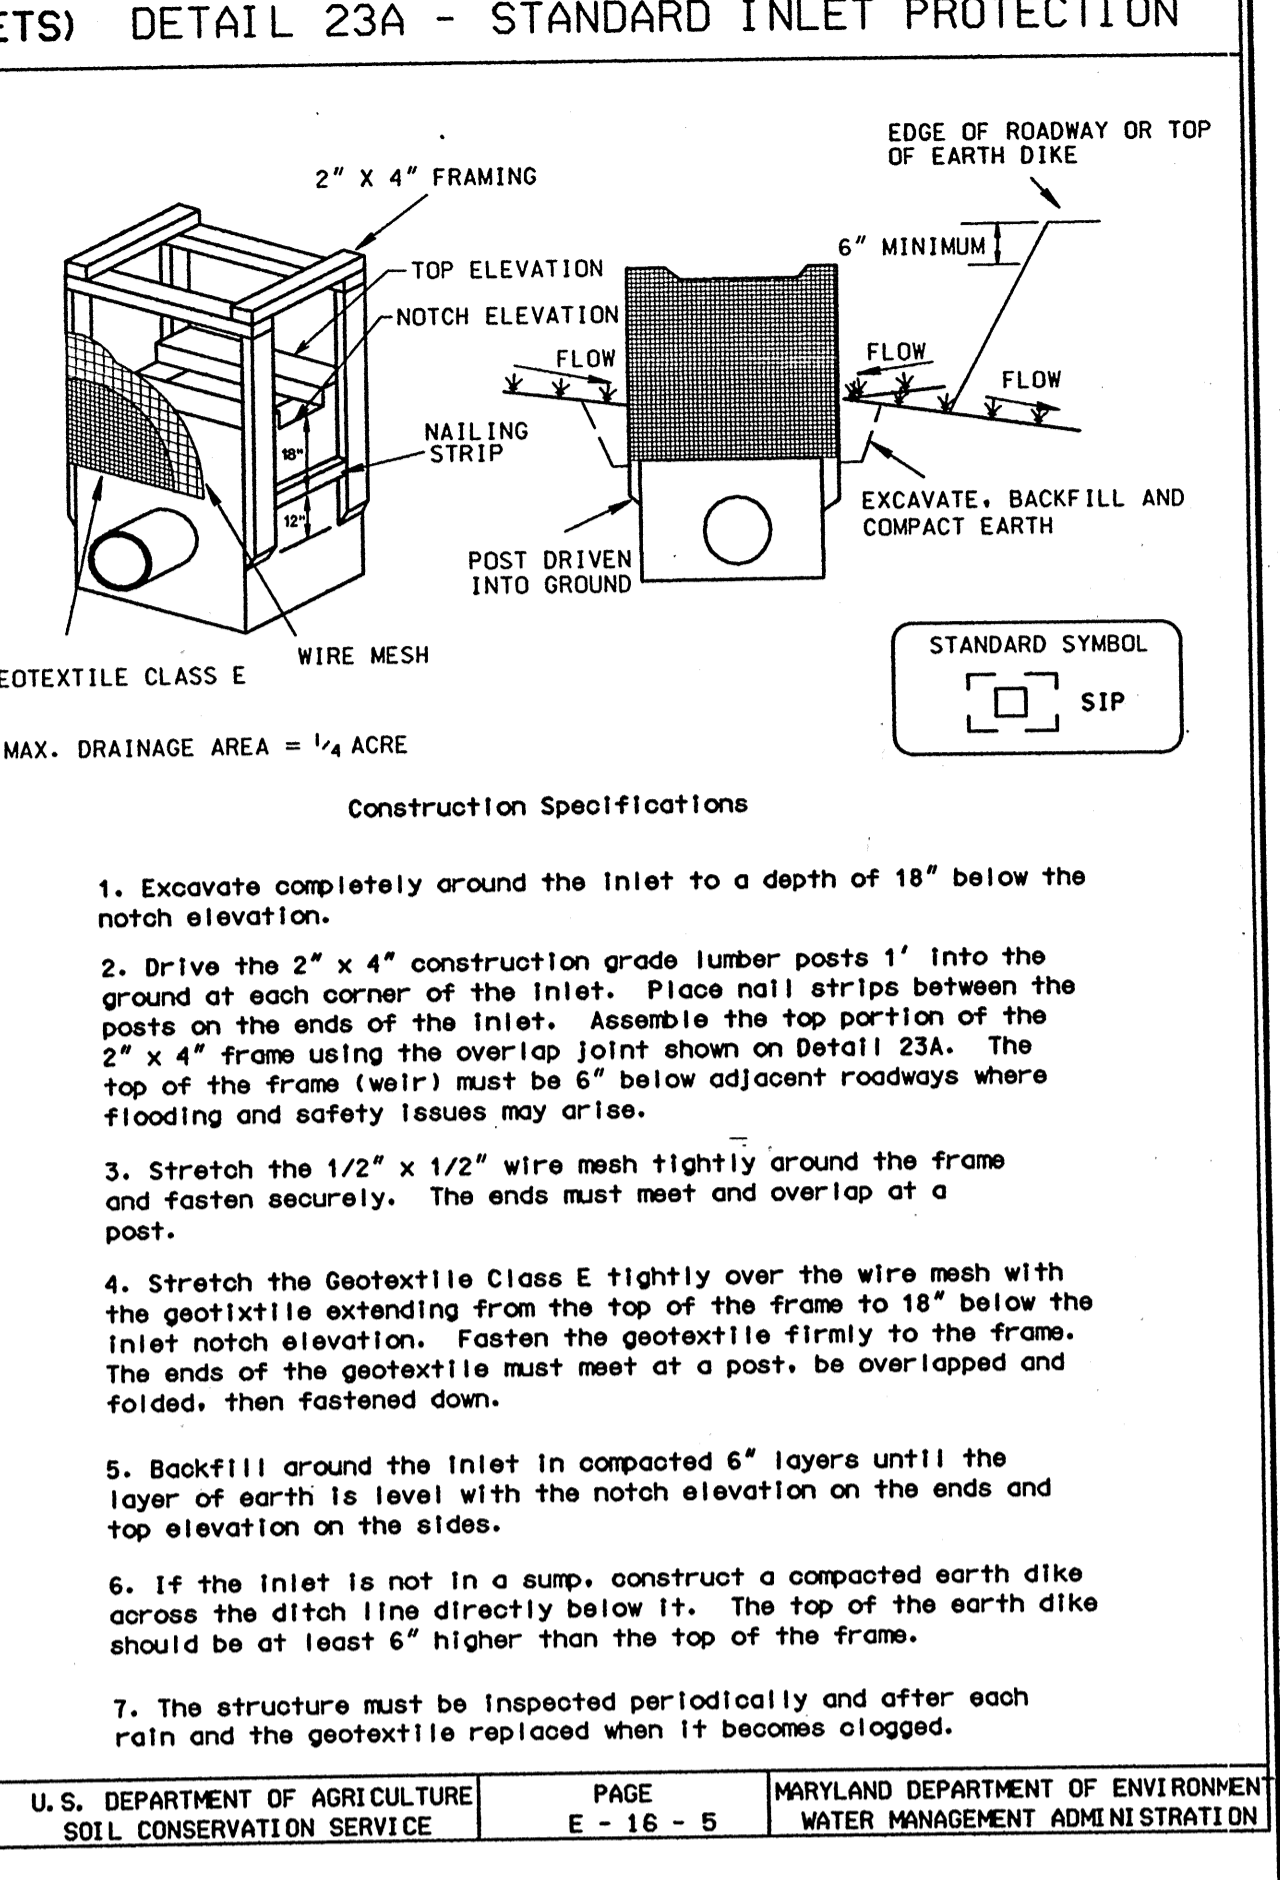 ETS) DETAIL 23A - STANDARD INLET PROTECTION
EDGE OF ROADWAY OR TOP
OF EARTH DIKE
2" X 4" FRAMING
6" MINIMUM
TOP ELEVATION
NOTCH ELEVATION
FLOW
FLOW
FLOW
NAILING
STRIP
18"
12"
EXCAVATE, BACKFILL AND
COMPACT EARTH
POST DRIVEN
INTO GROUND
WIRE MESH
EOTEXTILE CLASS E
STANDARD SYMBOL
SIP
MAX. DRAINAGE AREA = 1/4 ACRE
Construction Specifications
1. Excavate completely around the inlet to a depth of 18" below the
notch elevation.
2. Drive the 2" x 4" construction grade lumber posts 1' into the
ground at each corner of the inlet. Place nail strips between the
posts on the ends of the inlet. Assemble the top portion of the
2" x 4" frame using the overlap joint shown on Detail 23A. The
top of the frame (weir) must be 6" below adjacent roadways where
flooding and safety issues may arise.
3. Stretch the 1/2" x 1/2" wire mesh tightly around the frame
and fasten securely. The ends must meet and overlap at a
post.
4. Stretch the Geotextile Class E tightly over the wire mesh with
the geotixtile extending from the top of the frame to 18" below the
inlet notch elevation. Fasten the geotextile firmly to the frame.
The ends of the geotextile must meet at a post, be overlapped and
folded, then fastened down.
5. Backfill around the inlet in compacted 6" layers until the
layer of earth is level with the notch elevation on the ends and
top elevation on the sides.
6. If the inlet is not in a sump, construct a compacted earth dike
across the ditch line directly below it. The top of the earth dike
should be at least 6" higher than the top of the frame.
7. The structure must be inspected periodically and after each
rain and the geotextile replaced when it becomes clogged.
U.S. DEPARTMENT OF AGRICULTURE
SOIL CONSERVATION SERVICE
PAGE
E - 16 - 5
MARYLAND DEPARTMENT OF ENVIRONMENT
WATER MANAGEMENT ADMINISTRATION